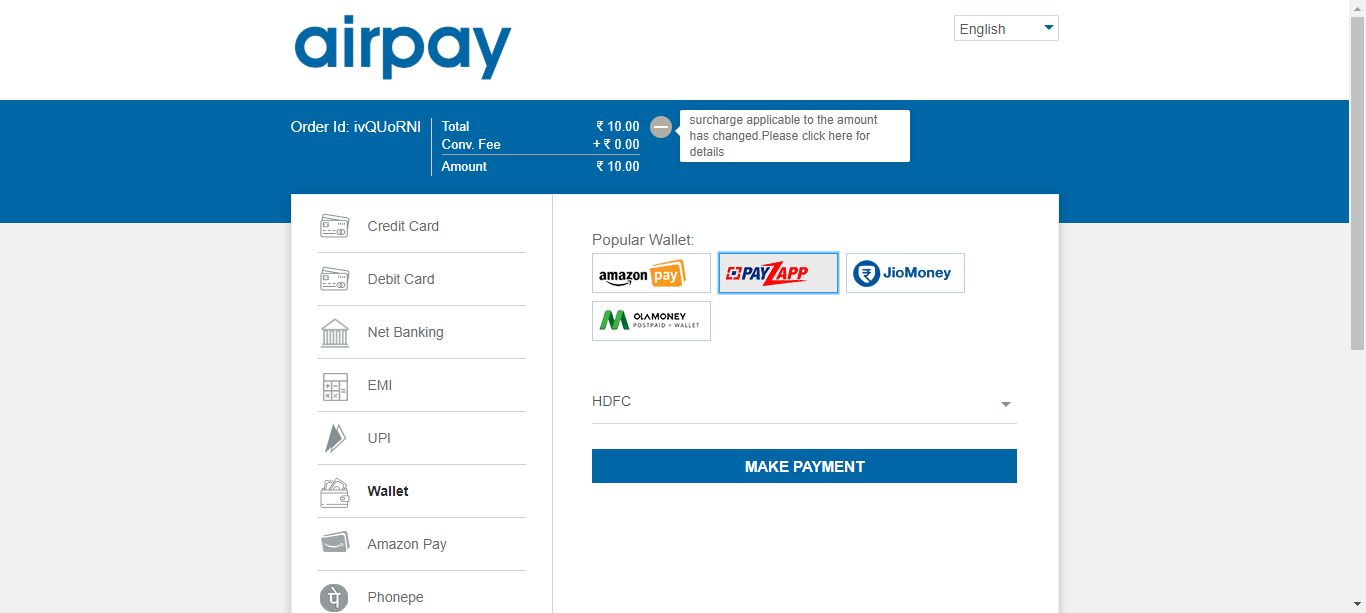 airpay
English
Order Id: ivQUoRNI
Total ₹ 10.00
Conv. Fee + ₹ 0.00
Amount ₹ 10.00
surcharge applicable to the amount
has changed.Please click here for
details
Credit Card
Debit Card
Net Banking
EMI
UPI
Wallet
Amazon Pay
Phonepe
Popular Wallet:
amazon pay
PAYZAPP
JioMoney
OLAMONEY
POSTPAID + WALLET
HDFC
MAKE PAYMENT